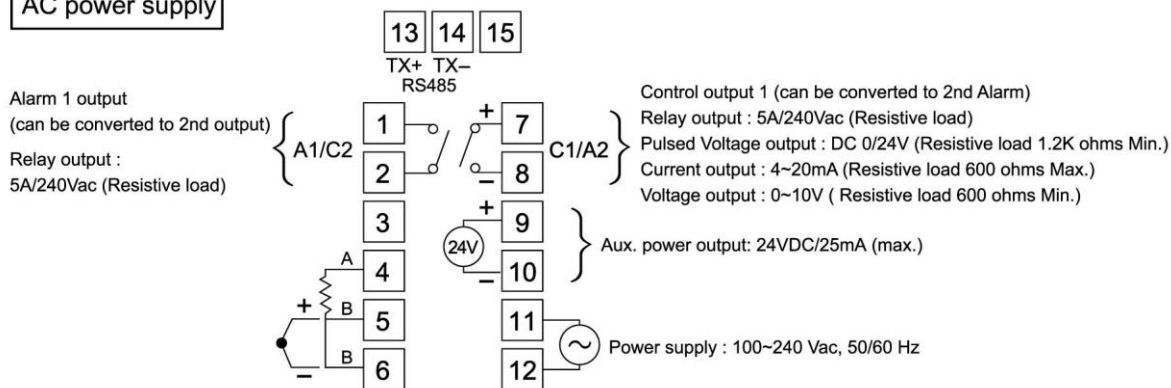 AC power supply
13 14 15
TX+ TX–
RS485
Alarm 1 output
(can be converted to 2nd output)
Relay output :
5A/240Vac (Resistive load)
A1/C2
1
2
3
4
5
6
A
B
B
+
–
+
7
8
–
+
9
10
–
24V
11
12
C1/A2
Control output 1 (can be converted to 2nd Alarm)
Relay output : 5A/240Vac (Resistive load)
Pulsed Voltage output : DC 0/24V (Resistive load 1.2K ohms Min.)
Current output : 4~20mA (Resistive load 600 ohms Max.)
Voltage output : 0~10V ( Resistive load 600 ohms Min.)
Aux. power output: 24VDC/25mA (max.)
Power supply : 100~240 Vac, 50/60 Hz